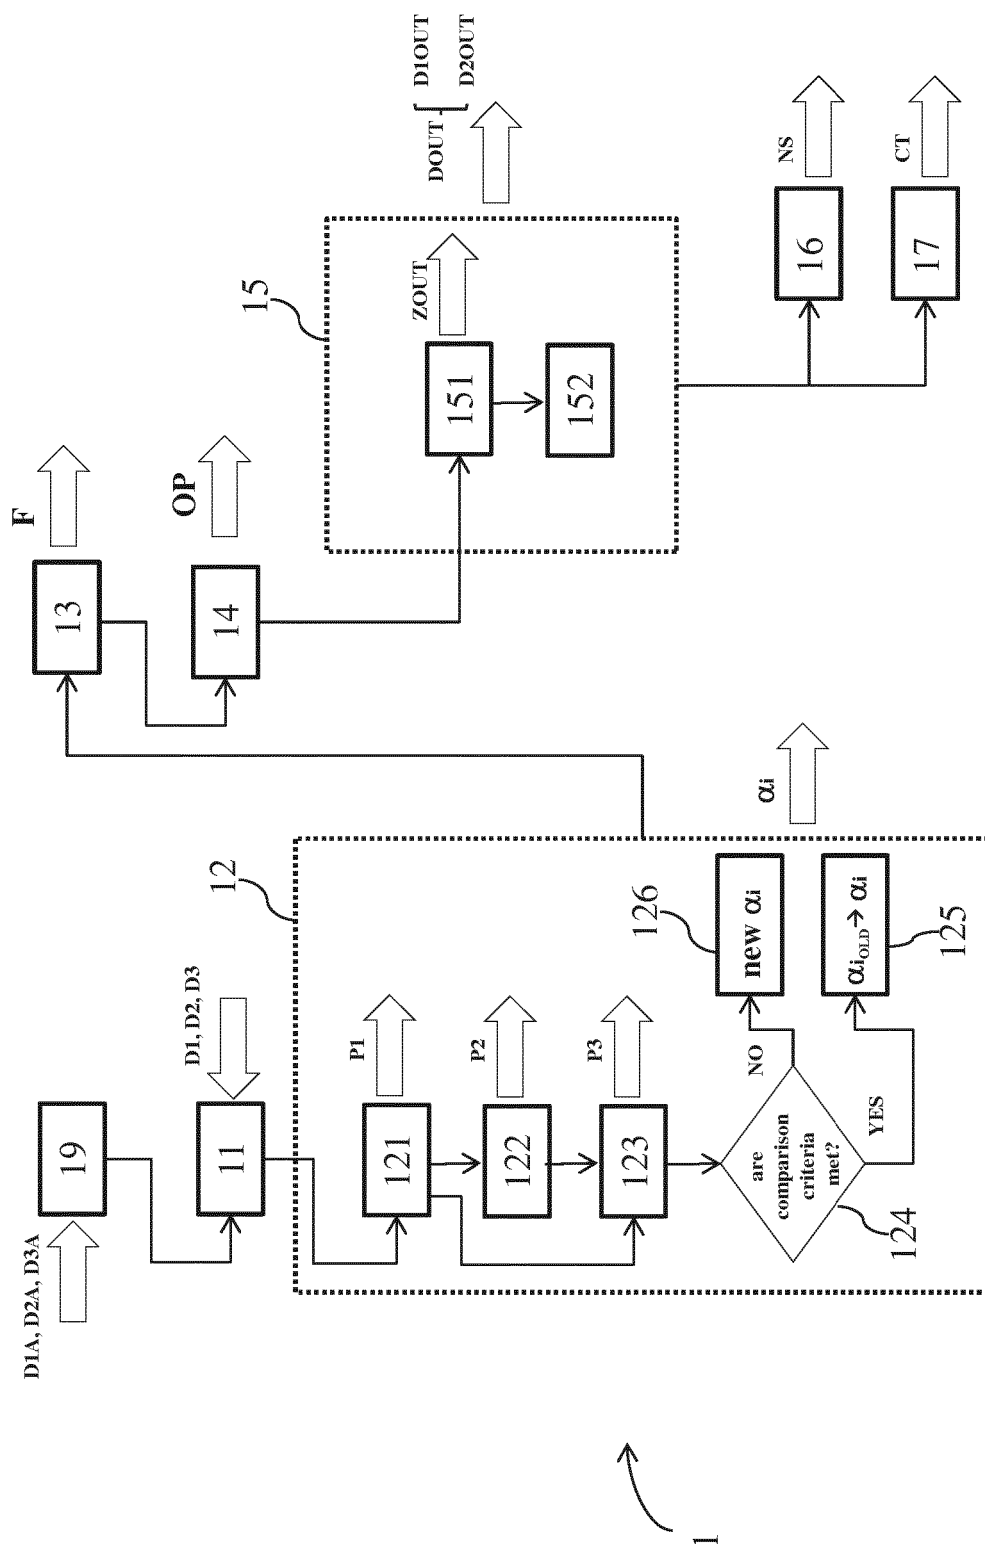 D1A, D2A, D3A
19
D1, D2, D3
11
12
121
P1
122
P2
123
P3
are
comparison
criteria
met?
124
NO
YES
126
new αi
αiOLD → αi
125
αi
13
F
14
OP
15
151
ZOUT
152
DOUT
D1OUT
D2OUT
16
NS
17
CT
1